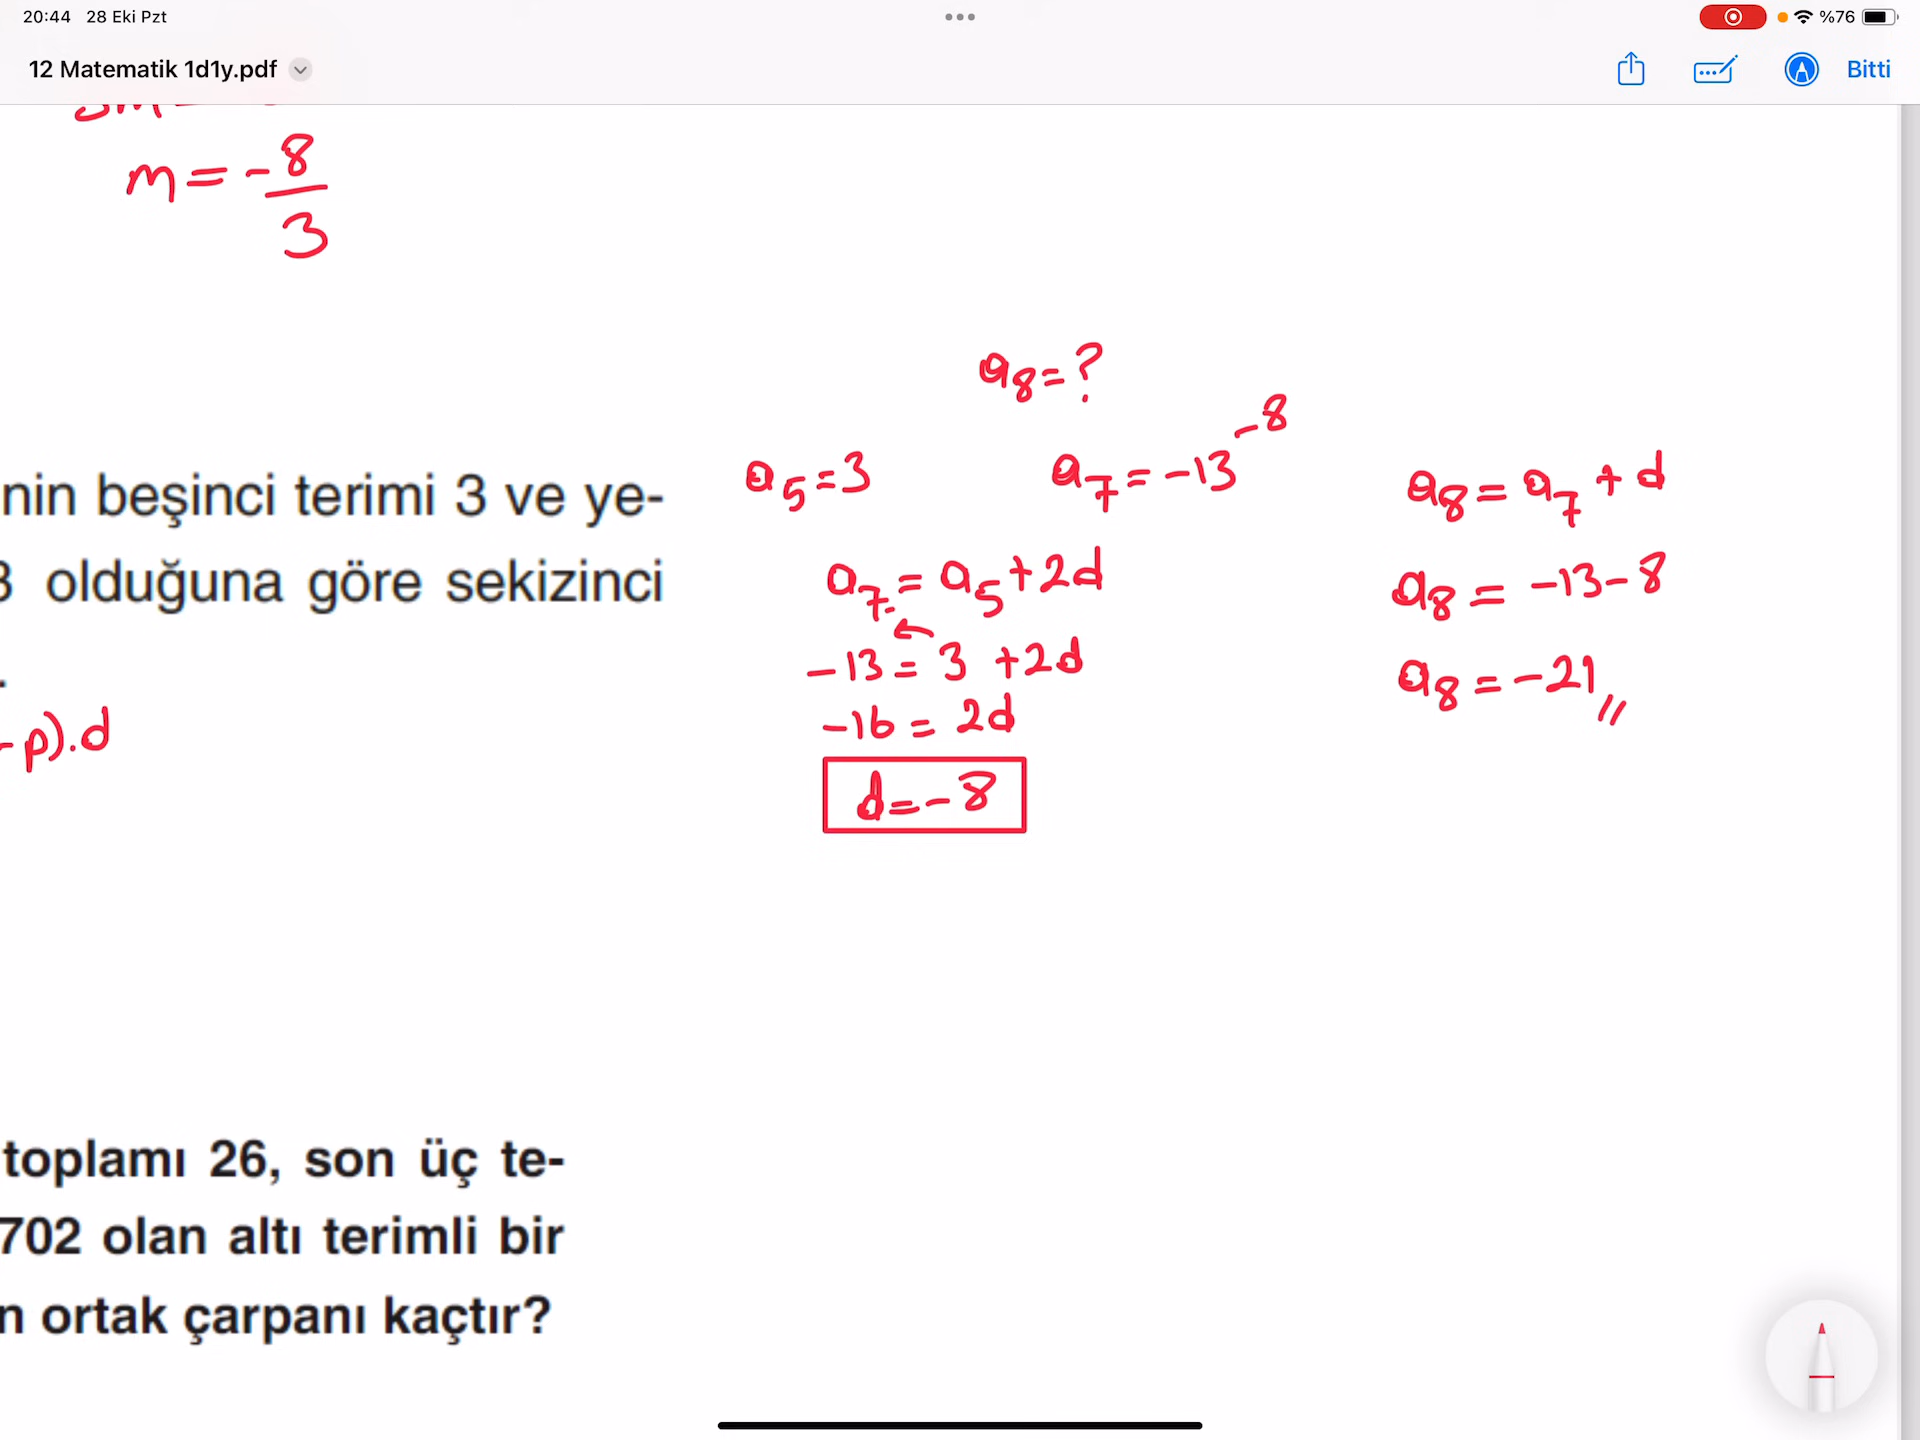 20:44 28 Eki Pzt
%76
12 Matematik 1d1y.pdf
Bitti
m = -8/3
a₈ = ?
-8
nin beşinci terimi 3 ve ye-
a₅ = 3
a₇ = -13
a₈ = a₇ + d
3 olduğuna göre sekizinci
a₇ = a₅ + 2d
a₈ = -13 - 8
-13 = 3 + 2d
a₈ = -21 //
.
- p).d
-16 = 2d
d = -8
toplamı 26, son üç te-
702 olan altı terimli bir
n ortak çarpanı kaçtır?